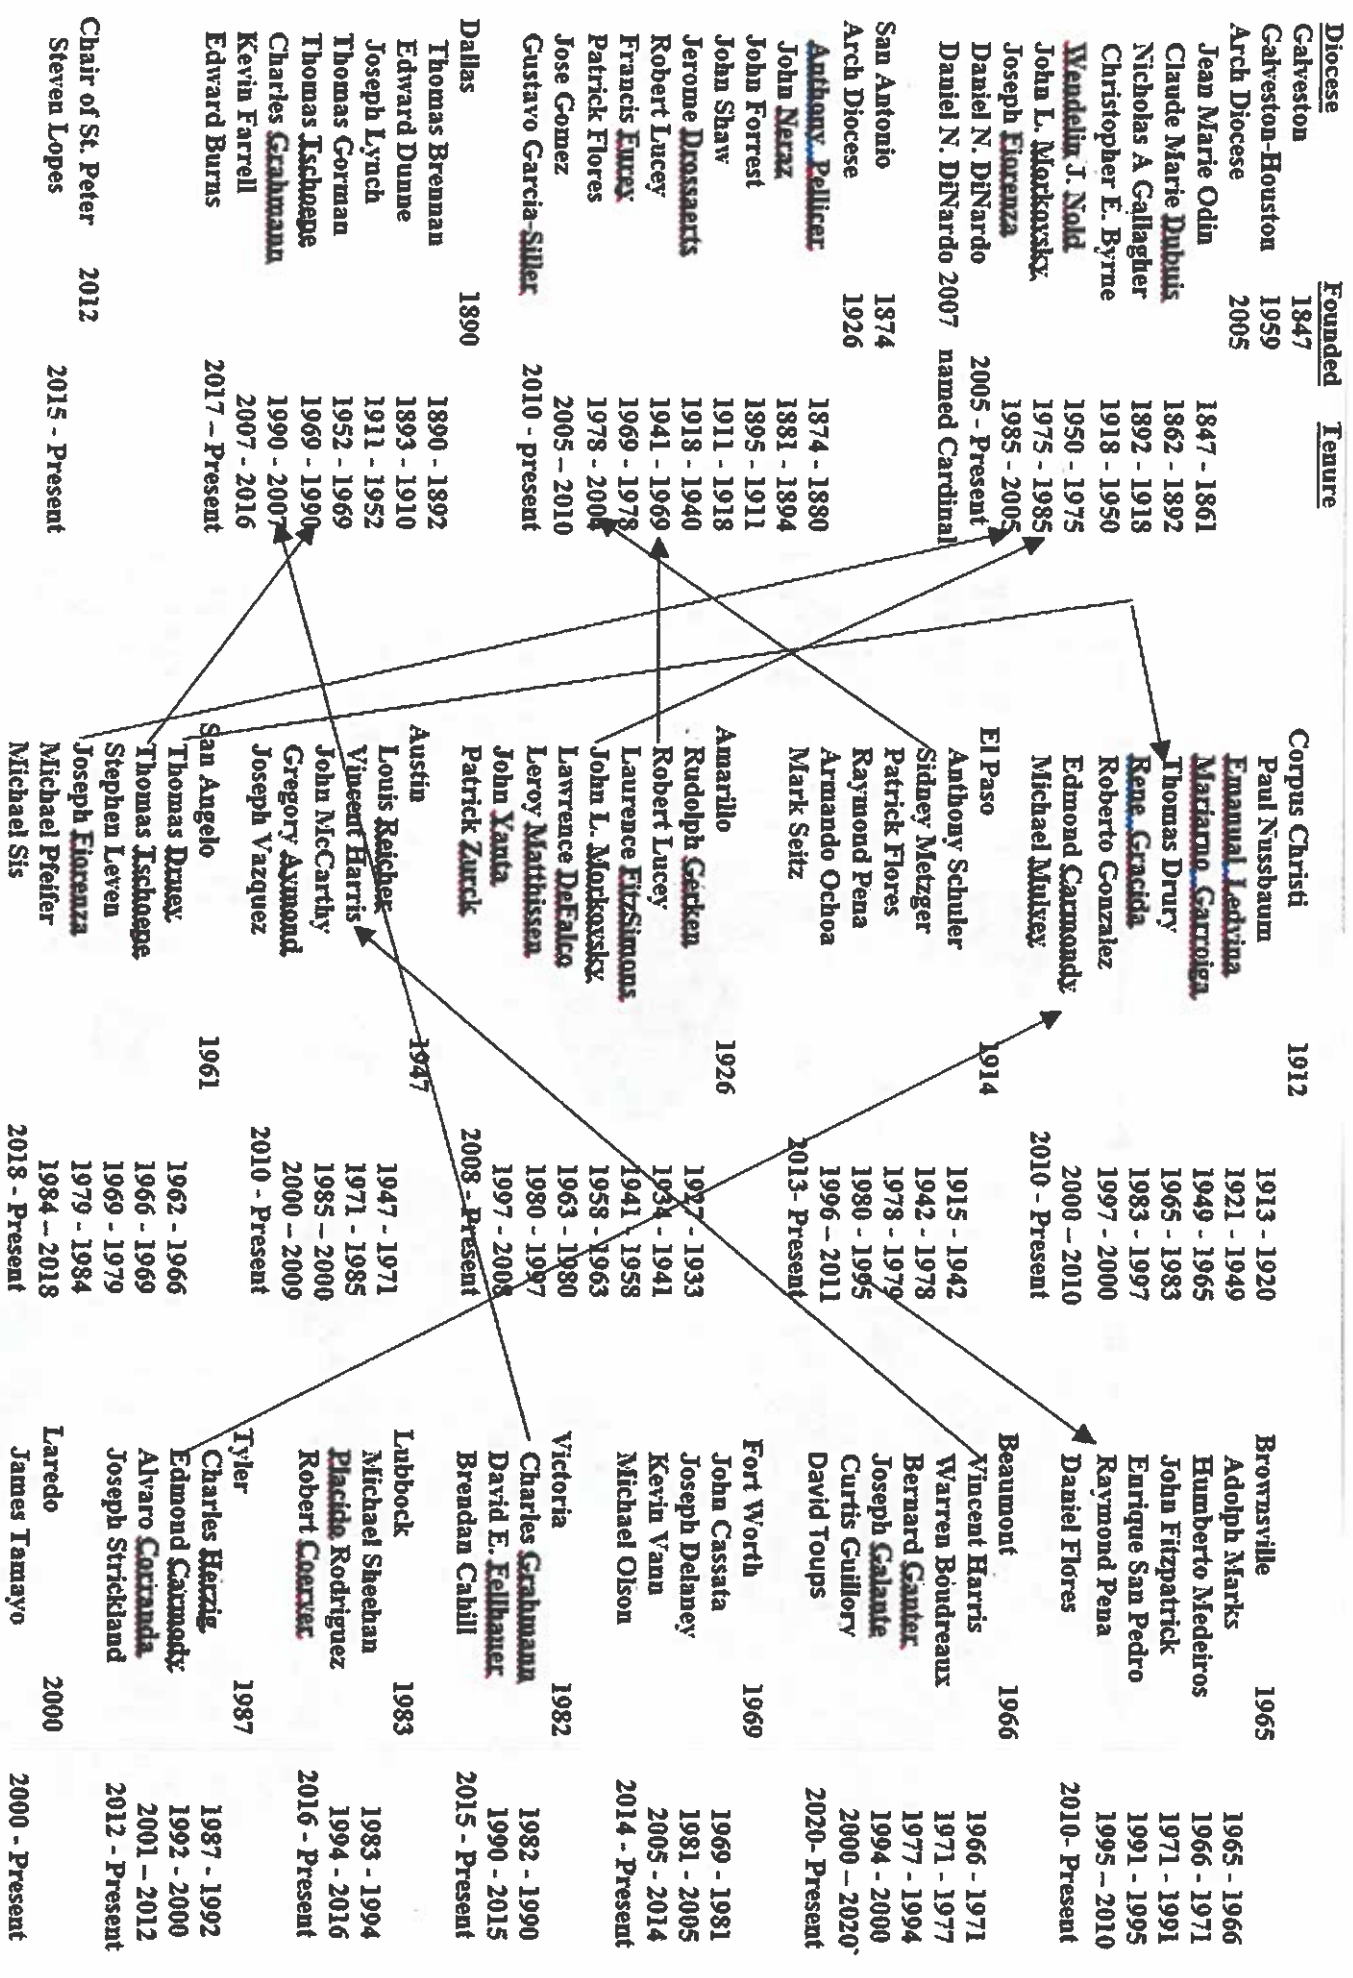 Diocese Founded Tenure
Galveston 1847
Galveston-Houston 1959
Arch Diocese 2005
Jean Marie Odin 1847 - 1861
Claude Marie Dubuis 1862 - 1892
Nicholas A Gallagher 1892 - 1918
Christopher E. Byrne 1918 - 1950
Wendelin J. Nold 1950 - 1975
John L. Morkovsky 1975 - 1985
Joseph Fiorenza 1985 - 2005
Daniel N. DiNardo 2005 - Present
Daniel N. DiNardo 2007 named Cardinal
San Antonio 1874
Arch Diocese 1926
Anthony Pellicer 1874 - 1880
John Neraz 1881 - 1894
John Forrest 1895 - 1911
John Shaw 1911 - 1918
Jerome Drossaerts 1918 - 1940
Robert Lucey 1941 - 1969
Francis Furey 1969 - 1978
Patrick Flores 1978 - 2004
Jose Gomez 2005 – 2010
Gustavo Garcia-Siller 2010 - present
Dallas 1890
Thomas Brennan 1890 - 1892
Edward Dunne 1893 - 1910
Joseph Lynch 1911 - 1952
Thomas Gorman 1952 - 1969
Thomas Tschoepe 1969 - 1990
Charles Grahmann 1990 - 2007
Kevin Farrell 2007 - 2016
Edward Burns 2017 – Present
Chair of St. Peter 2012
Steven Lopes 2015 - Present
Corpus Christi 1912
Paul Nussbaum 1913 - 1920
Emanual Ledvina 1921 - 1949
Mariarno Garroiga 1949 - 1965
Thomas Drury 1965 - 1983
Rene Gracida 1983 - 1997
Roberto Gonzalez 1997 - 2000
Edmond Carmondy 2000 – 2010
Michael Mulvey 2010 - Present
El Paso 1914
Anthony Schuler 1915 - 1942
Sidney Metzger 1942 - 1978
Patrick Flores 1978 - 1979
Raymond Pena 1980 - 1995
Armando Ochoa 1996 – 2011
Mark Seitz 2013- Present
Amarillo 1926
Rudolph Gerken 1927 - 1933
Robert Lucey 1934 - 1941
Laurence FitzSimons 1941 - 1958
John L. Morkovsky 1958 - 1963
Lawrence DeFalco 1963 - 1980
Leroy Matthissen 1980 - 1997
John Yanta 1997 - 2008
Patrick Zurck 2008 - Present
Austin 1947
Louis Reicher 1947 - 1971
Vincent Harris 1971 - 1985
John McCarthy 1985 – 2000
Gregory Aymond 2000 – 2009
Joseph Vazquez 2010 - Present
San Angelo 1961
Thomas Drury 1962 - 1966
Thomas Tschoepe 1966 - 1969
Stephen Leven 1969 - 1979
Joseph Fiorenza 1979 - 1984
Michael Pfeifer 1984 – 2018
Michael Sis 2018 - Present
Brownsville 1965
Adolph Marks 1965 - 1966
Humberto Medeiros 1966 - 1971
John Fitzpatrick 1971 - 1991
Enrique San Pedro 1991 - 1995
Raymond Pena 1995 – 2010
Daniel Flores 2010- Present
Beaumont 1966
Vincent Harris 1966 - 1971
Warren Boudreaux 1971 - 1977
Bernard Ganter 1977 - 1994
Joseph Galante 1994 - 2000
Curtis Guillory 2000 – 2020`
David Toups 2020- Present
Fort Worth 1969
John Cassata 1969 - 1981
Joseph Delaney 1981 - 2005
Kevin Vann 2005 - 2014
Michael Olson 2014 - Present
Victoria 1982
Charles Grahmann 1982 - 1990
David E. Fellhauer 1990 - 2015
Brendan Cahill 2015 - Present
Lubbock 1983
Michael Sheehan 1983 - 1994
Placido Rodriguez 1994 - 2016
Robert Coerver 2016 - Present
Tyler 1987
Charles Herzig 1987 - 1992
Edmond Carmody 1992 - 2000
Alvaro Corranda 2001 – 2012
Joseph Strickland 2012 - Present
Laredo 2000
James Tamayo 2000 - Present